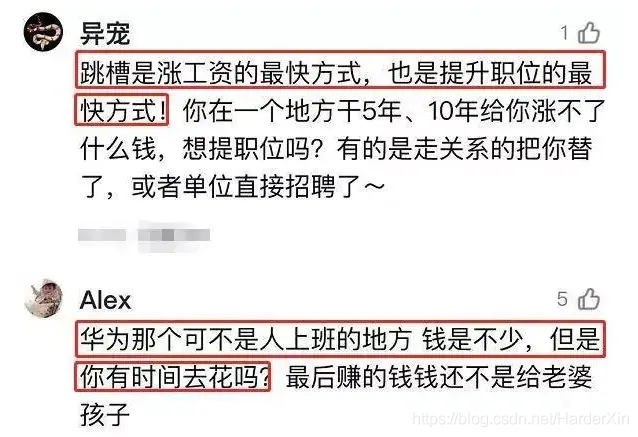 异宠
1
跳槽是涨工资的最快方式，也是提升职位的最
快方式！你在一个地方干5年、10年给你涨不了
什么钱，想提职位吗？有的是走关系的把你替
了，或者单位直接招聘了～
Alex
5
华为那个可不是人上班的地方 钱是不少，但是
你有时间去花吗？最后赚的钱钱还不是给老婆
孩子
https://blog.csdn.net/HarderXin